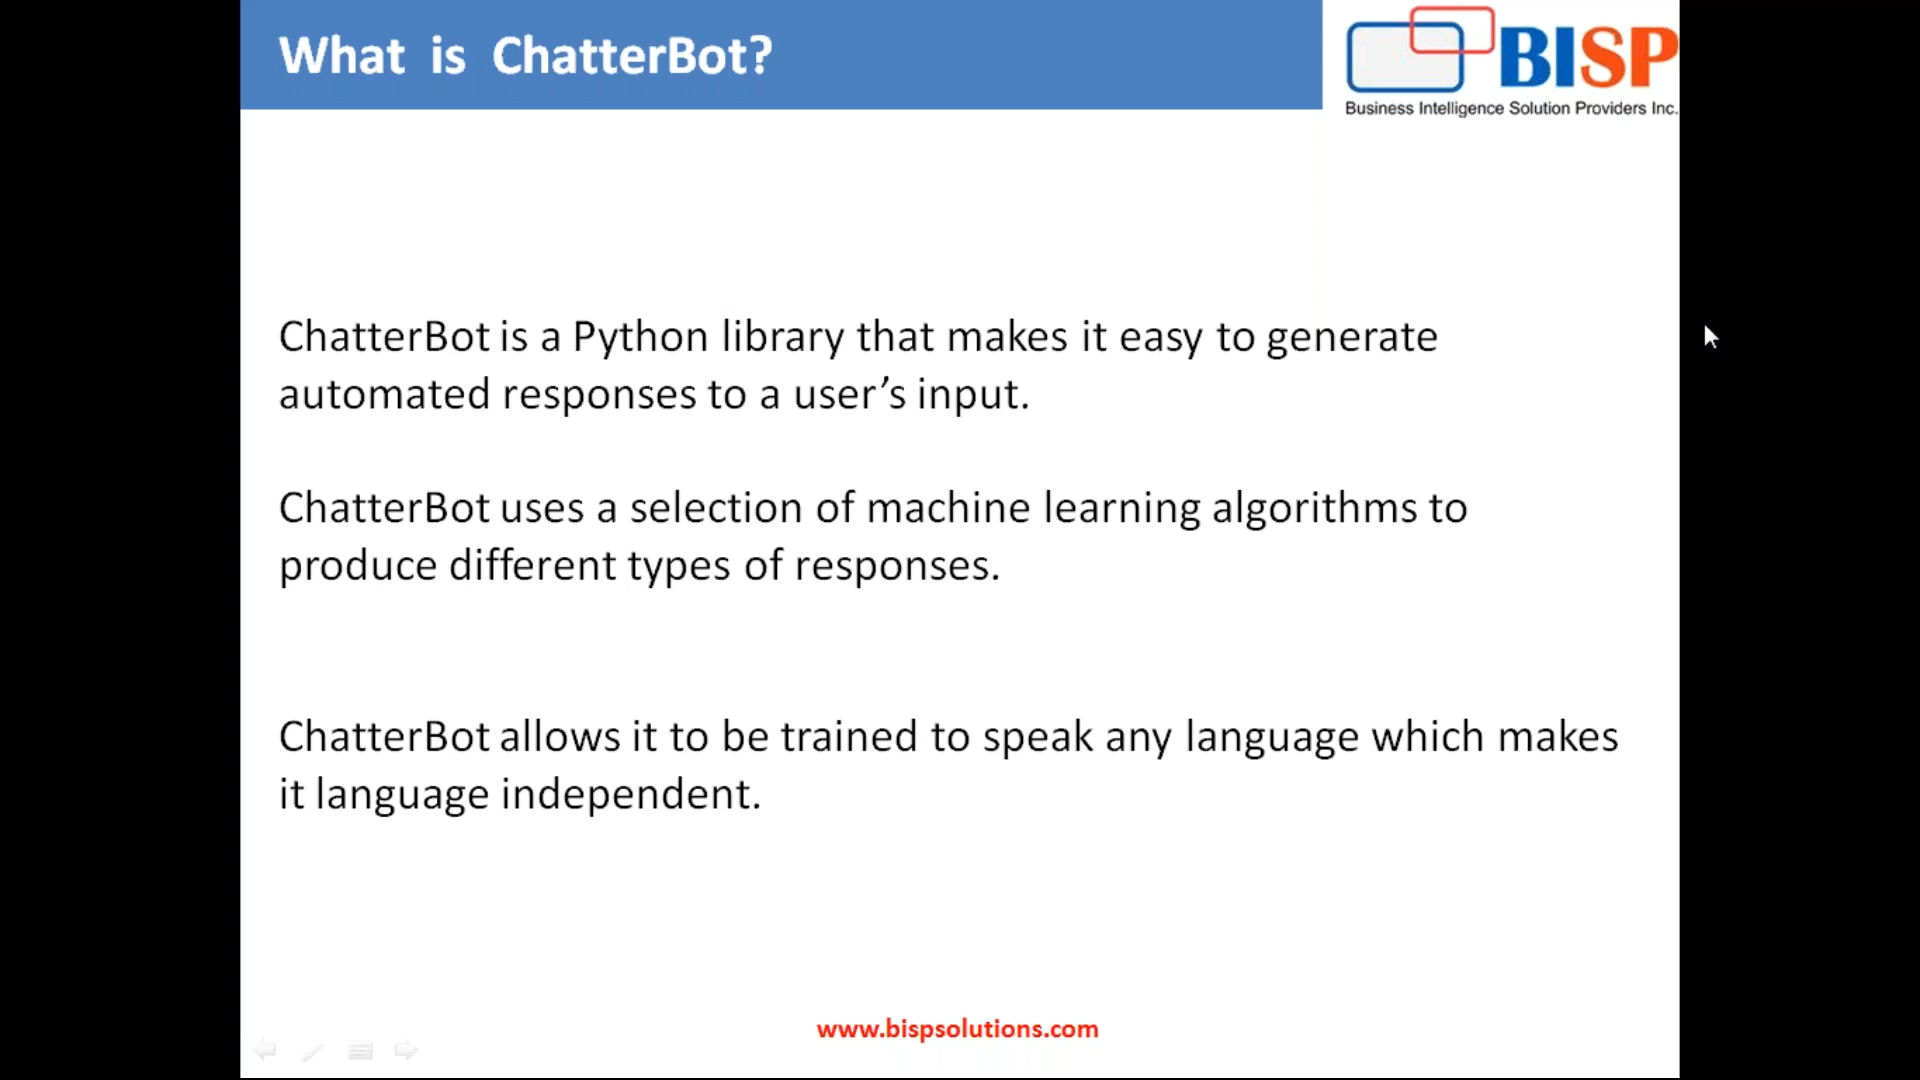 What is ChatterBot?
BISP
Business Intelligence Solution Providers Inc.
ChatterBot is a Python library that makes it easy to generate
automated responses to a user’s input.
ChatterBot uses a selection of machine learning algorithms to
produce different types of responses.
ChatterBot allows it to be trained to speak any language which makes
it language independent.
www.bispsolutions.com